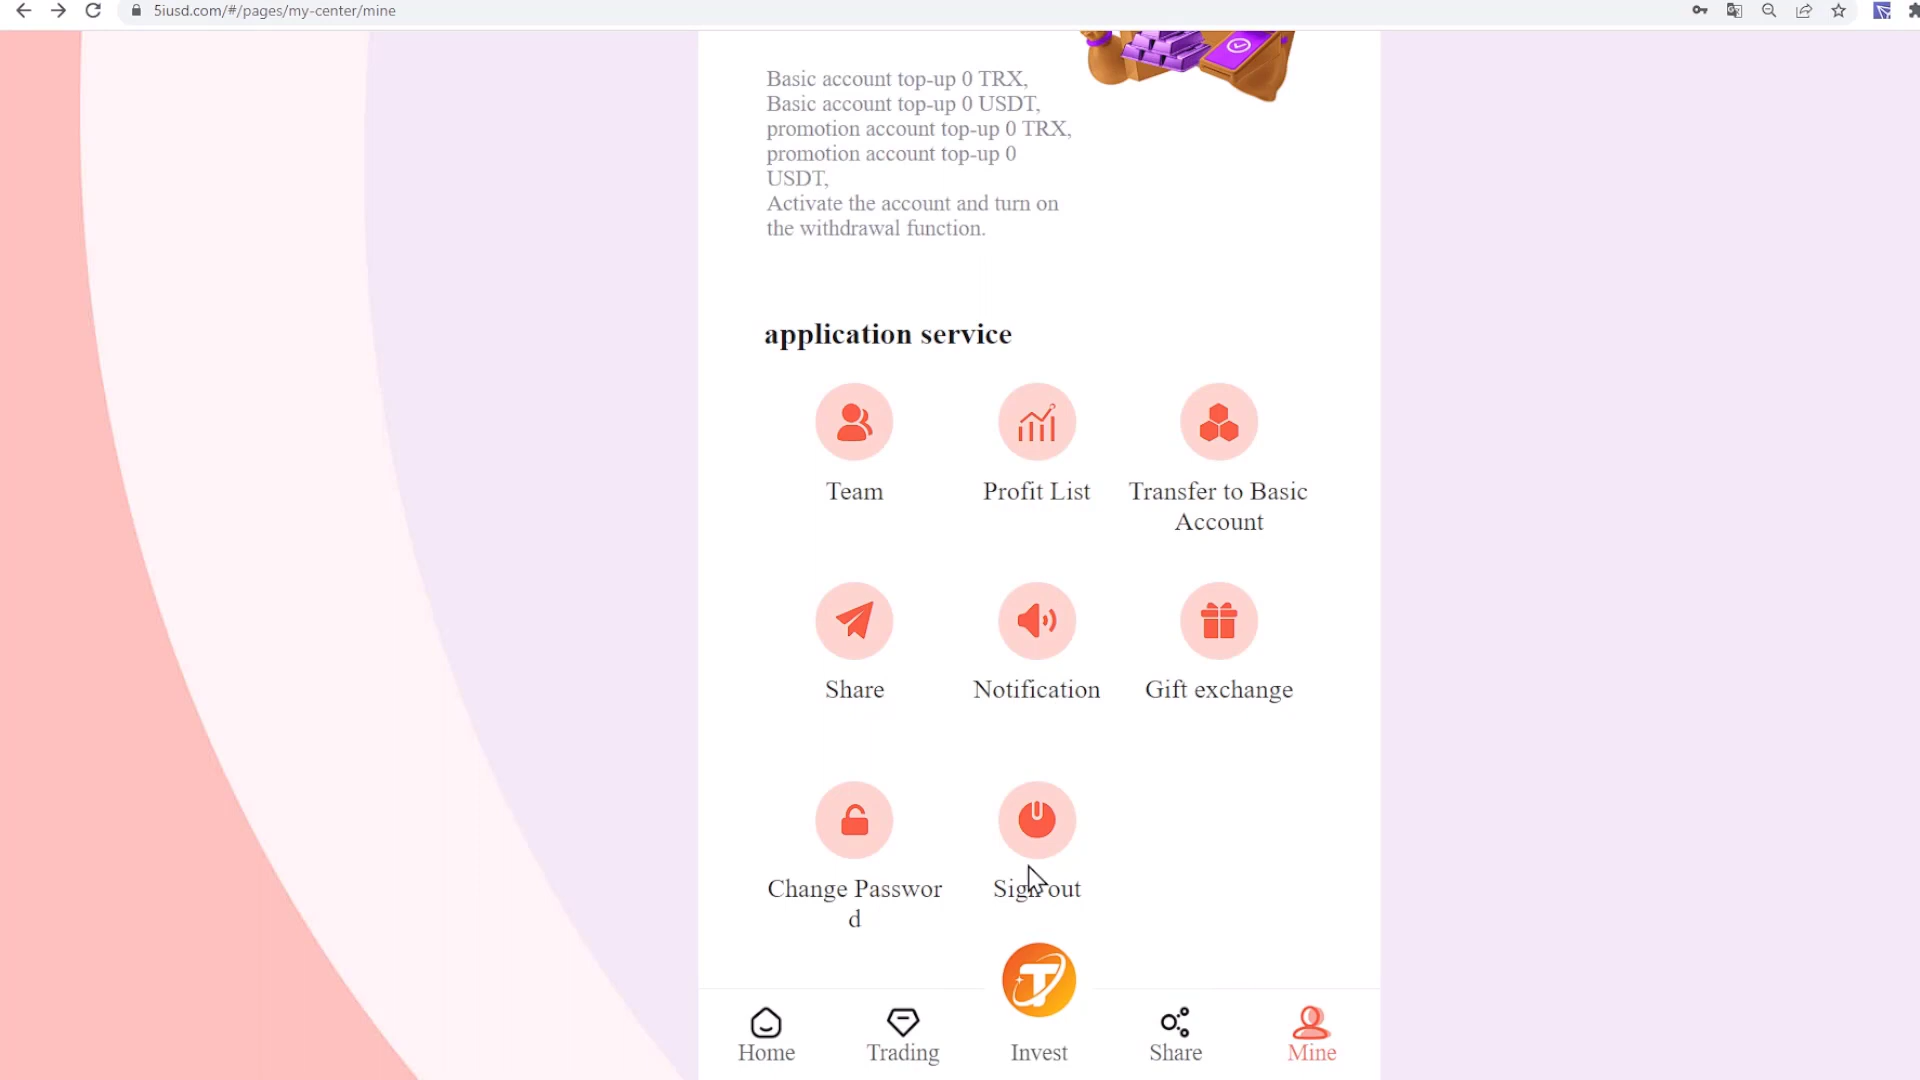 5iusd.com/#/pages/my-center/mine
Basic account top-up 0 TRX,
Basic account top-up 0 USDT,
promotion account top-up 0 TRX,
promotion account top-up 0
USDT,
Activate the account and turn on
the withdrawal function.
application service
Team
Profit List
Transfer to Basic
Account
Share
Notification
Gift exchange
Change Passwor
d
Sign out
Home
Trading
Invest
Share
Mine